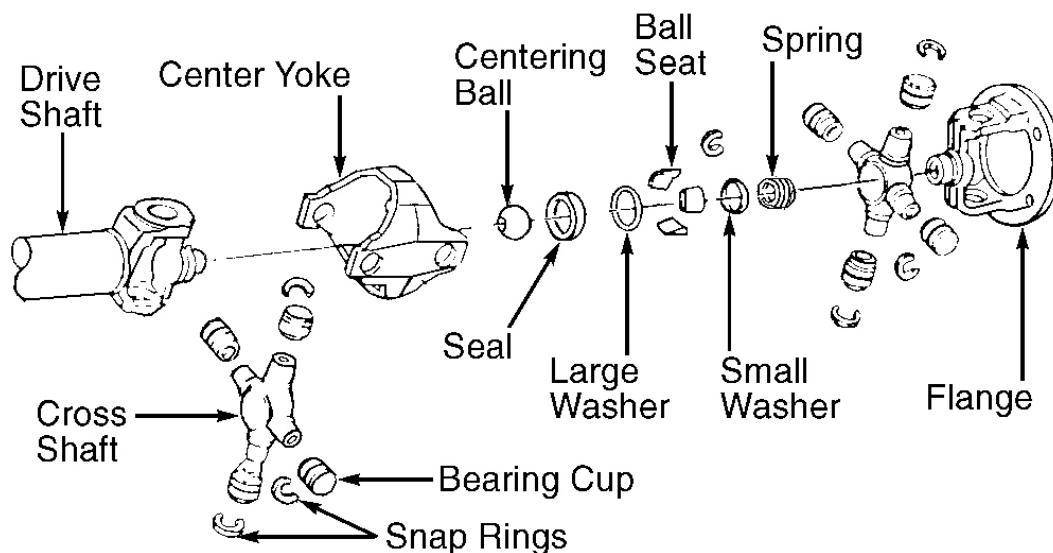 Drive
Shaft
Center Yoke
Centering
Ball
Ball
Seat
Spring
Seal
Large
Washer
Small
Washer
Flange
Cross
Shaft
Bearing Cup
Snap Rings